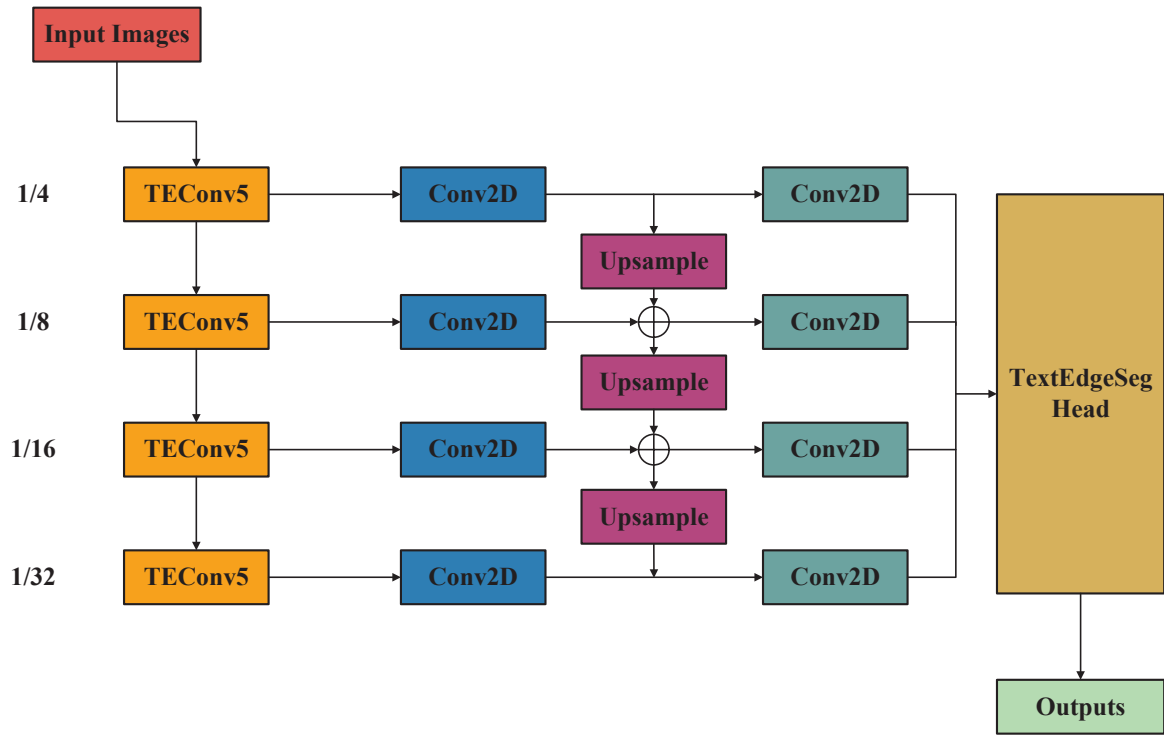 Input Images
1/4
TEConv5
Conv2D
Conv2D
Upsample
1/8
TEConv5
Conv2D
Conv2D
Upsample
TextEdgeSeg
Head
1/16
TEConv5
Conv2D
Conv2D
Upsample
1/32
TEConv5
Conv2D
Conv2D
Outputs